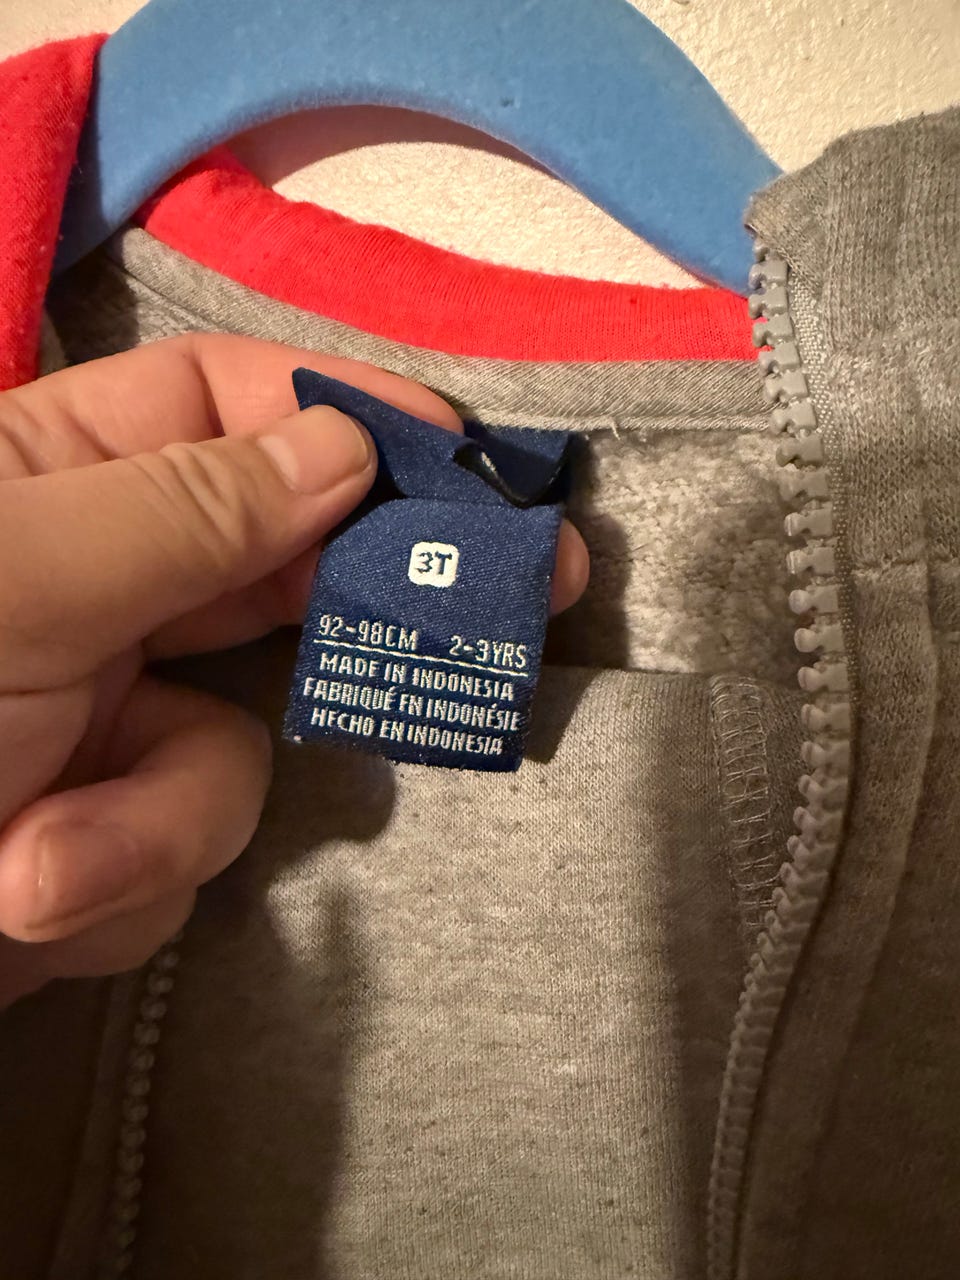 3T
92-98CM 2-3YRS
MADE IN INDONESIA
FABRIQUÉ EN INDONÉSIE
HECHO EN INDONESIA